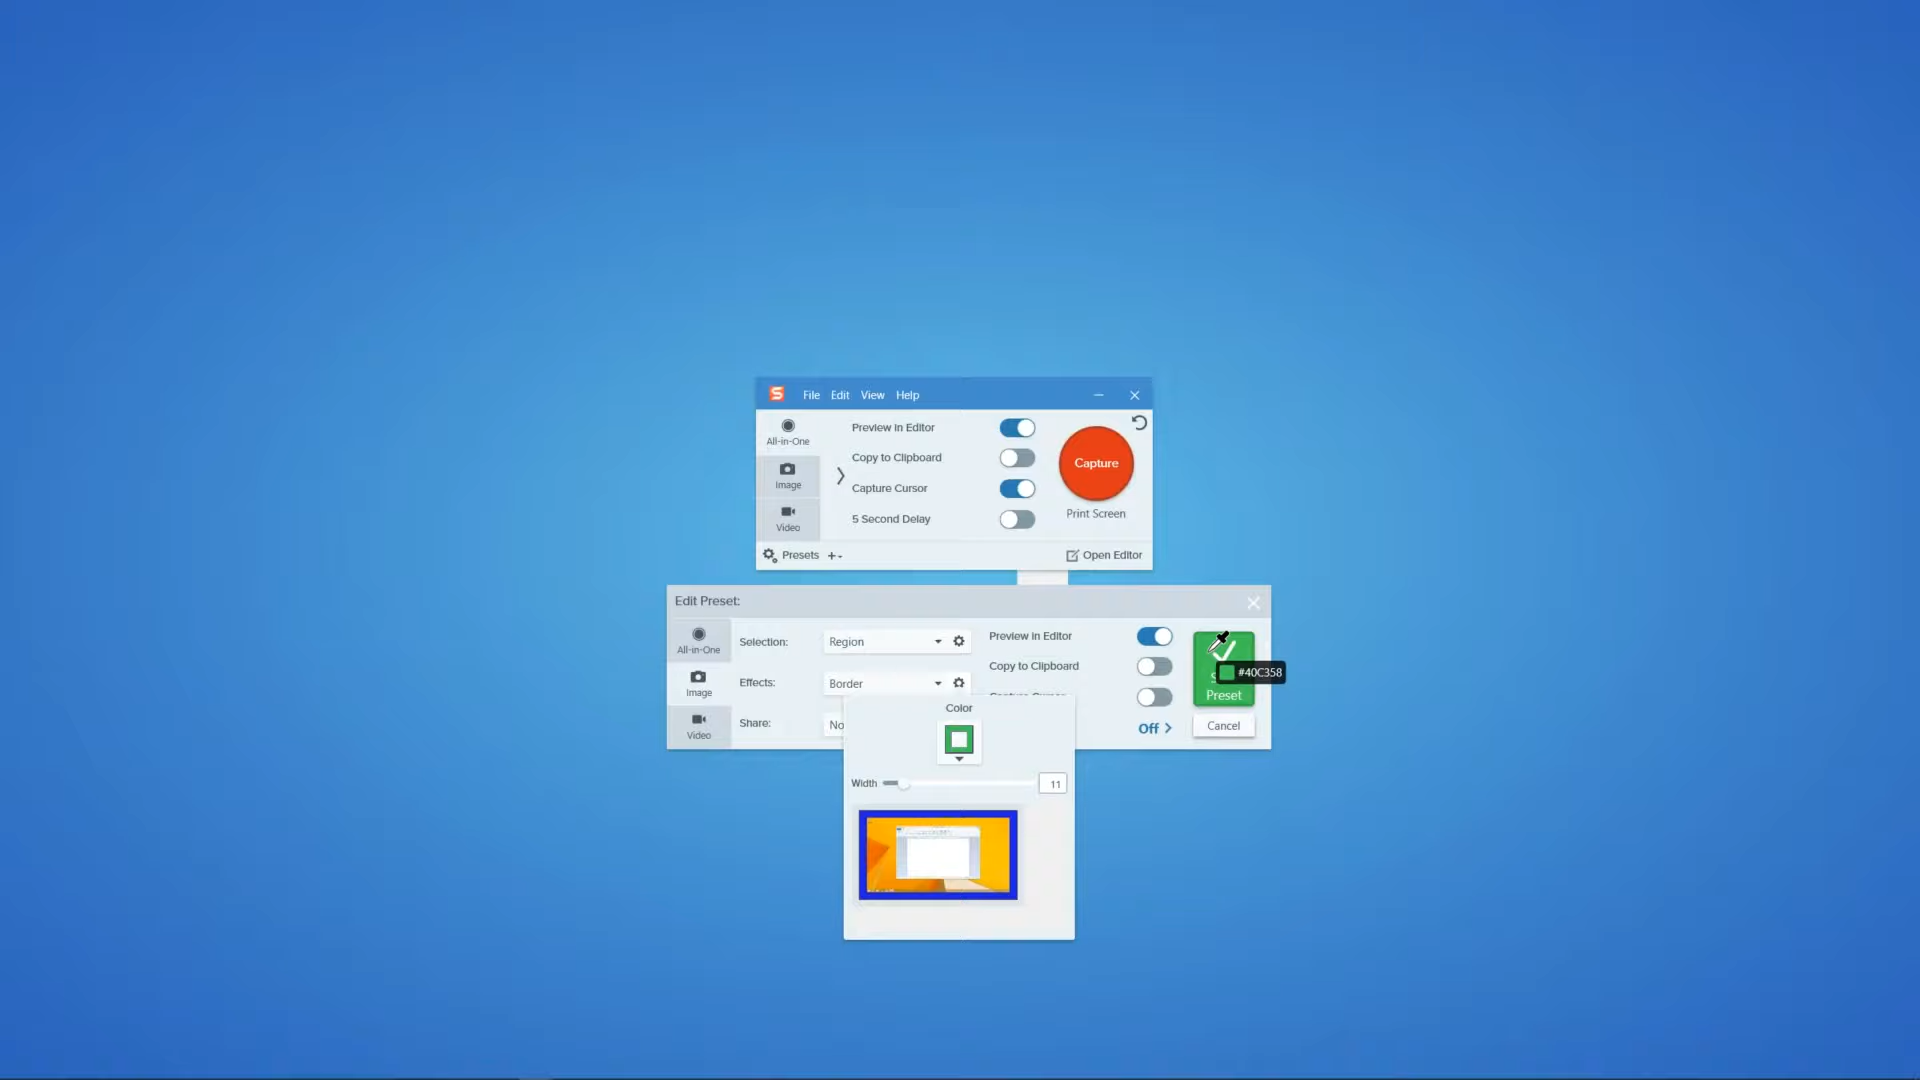 File Edit View Help
All-in-One
Image
Video
Preview in Editor
Copy to Clipboard
Capture Cursor
5 Second Delay
Capture
Print Screen
Presets
Open Editor
Edit Preset:
All-in-One
Image
Video
Selection:
Region
Effects:
Border
Share:
No
Preview in Editor
Copy to Clipboard
Off
#40C358
Preset
Cancel
Color
Width
11